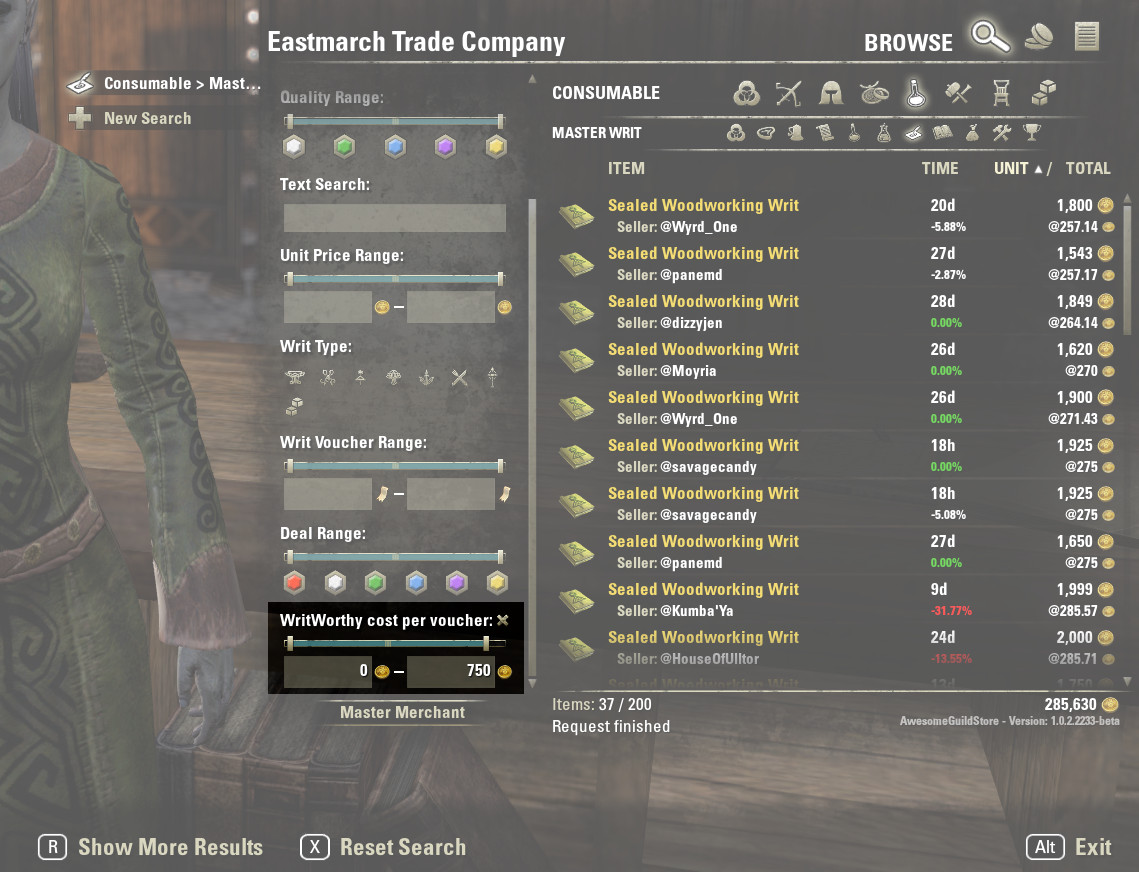 Eastmarch Trade Company
BROWSE
Consumable > Mast...
New Search
Quality Range:
Text Search:
Unit Price Range:
–
Writ Type:
Writ Voucher Range:
–
Deal Range:
WritWorthy cost per voucher:
0 – 750
Master Merchant
CONSUMABLE
MASTER WRIT
ITEM TIME UNIT / TOTAL
Sealed Woodworking Writ 20d 1,800
Seller: @Wyrd_One -5.88% @257.14
Sealed Woodworking Writ 27d 1,543
Seller: @panemd -2.87% @257.17
Sealed Woodworking Writ 28d 1,849
Seller: @dizzyjen 0.00% @264.14
Sealed Woodworking Writ 26d 1,620
Seller: @Moyria 0.00% @270
Sealed Woodworking Writ 26d 1,900
Seller: @Wyrd_One 0.00% @271.43
Sealed Woodworking Writ 18h 1,925
Seller: @savagecandy 0.00% @275
Sealed Woodworking Writ 18h 1,925
Seller: @savagecandy -5.08% @275
Sealed Woodworking Writ 27d 1,650
Seller: @panemd 0.00% @275
Sealed Woodworking Writ 9d 1,999
Seller: @Kumba'Ya -31.77% @285.57
Sealed Woodworking Writ 24d 2,000
Seller: @HouseOfUlltor -13.55% @285.71
Sealed Woodworking Writ
Items: 37 / 200 285,630
Request finished
AwesomeGuildStore - Version: 1.0.2.2233-beta
R Show More Results X Reset Search Alt Exit